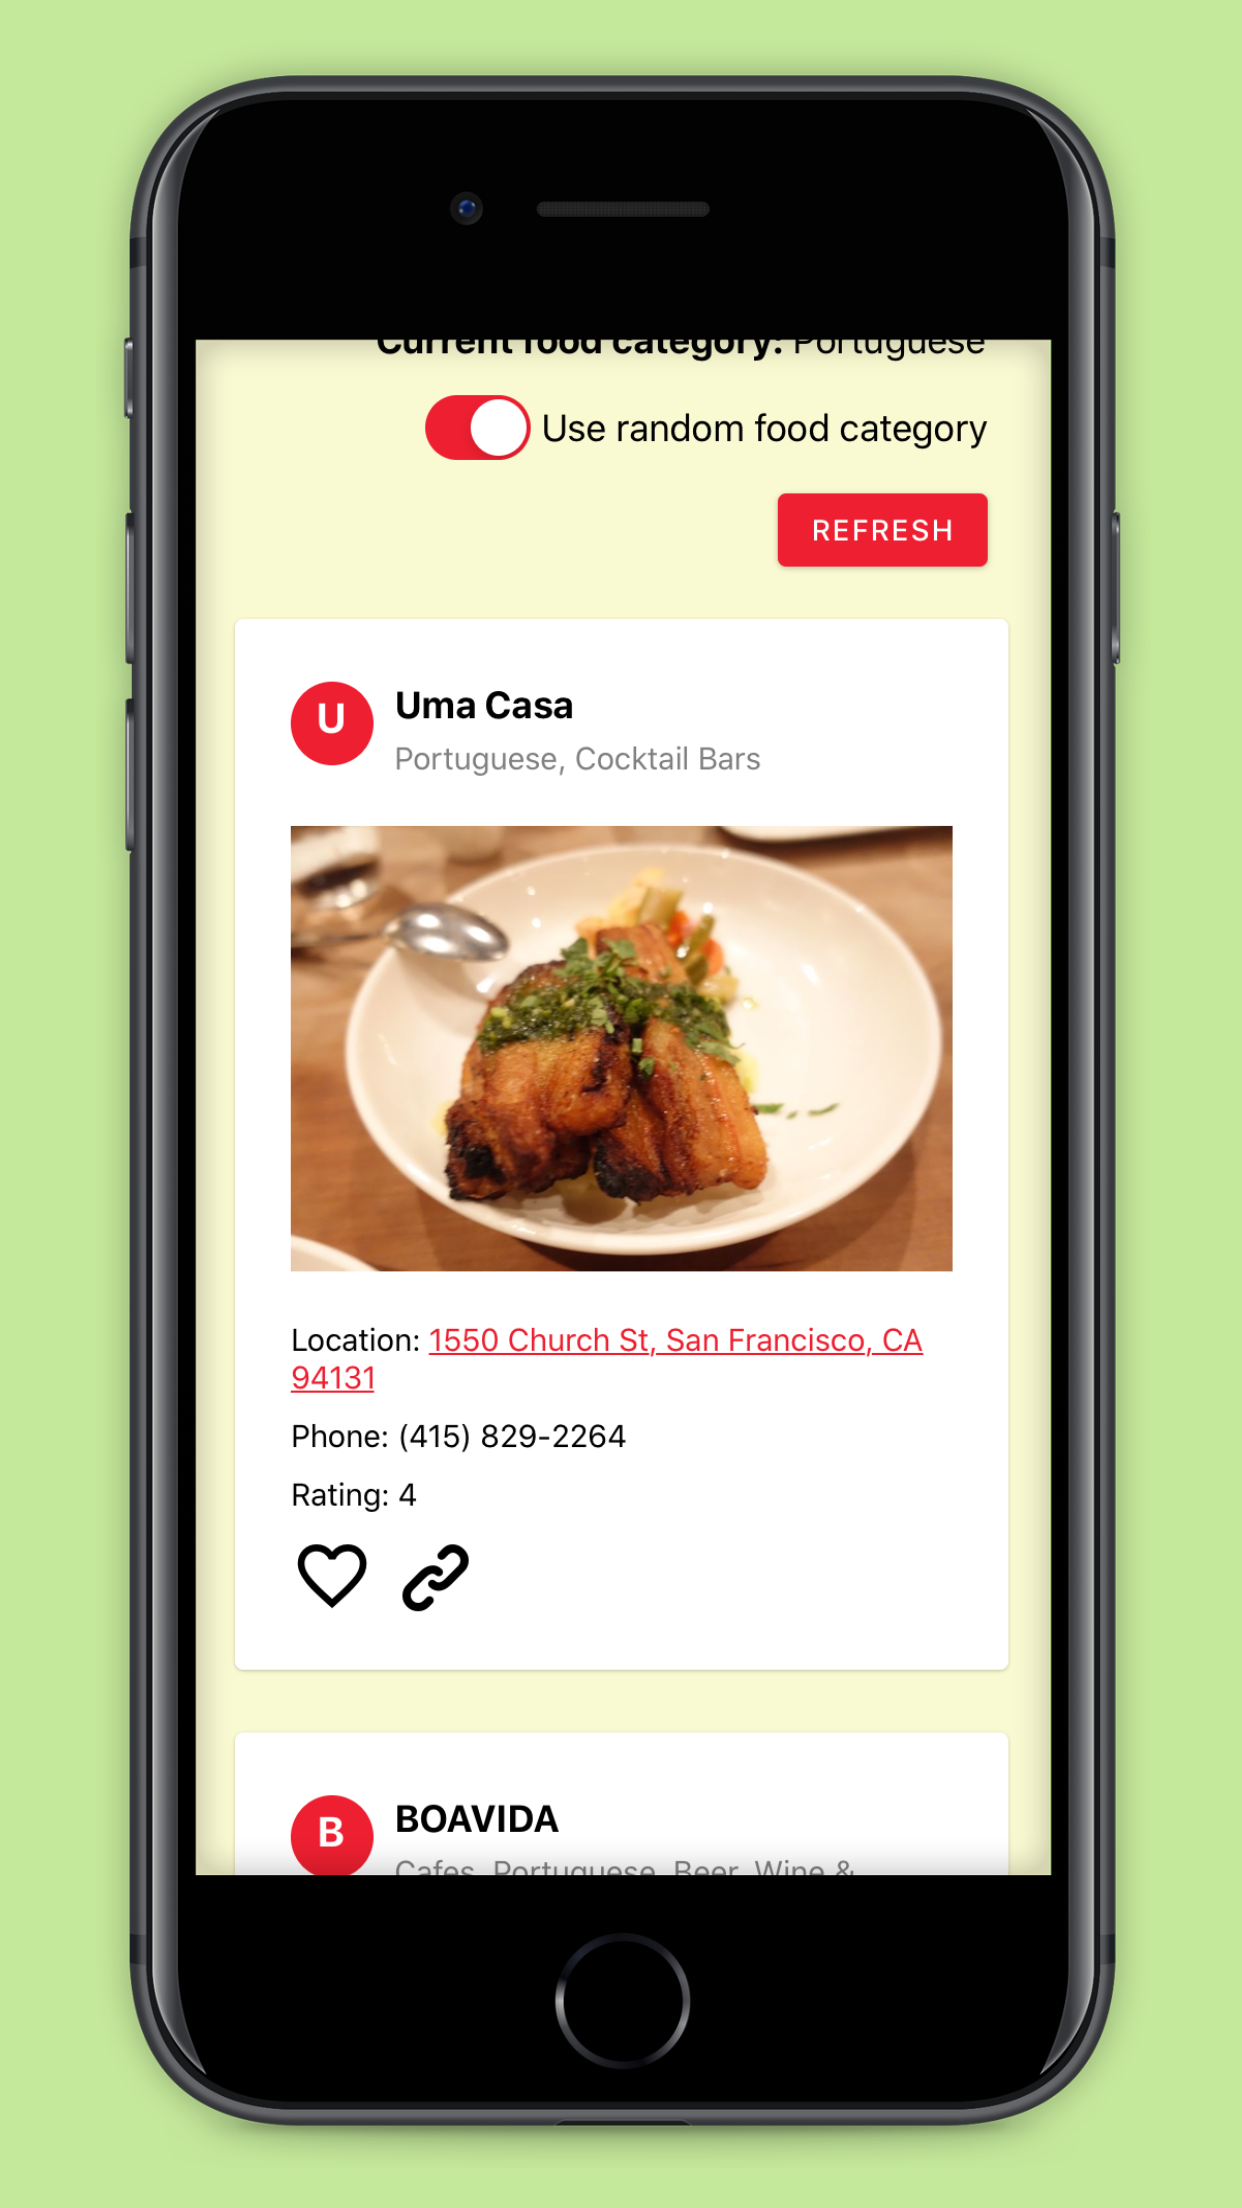 Current food category: Portuguese
Use random food category
REFRESH
U
Uma Casa
Portuguese, Cocktail Bars
Location: 1550 Church St, San Francisco, CA
94131
Phone: (415) 829-2264
Rating: 4
B
BOAVIDA
Cafes, Portuguese, Beer, Wine &